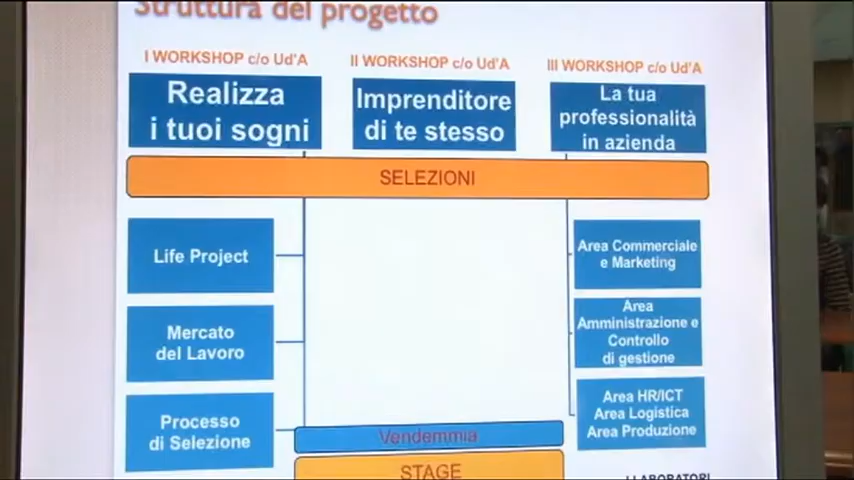 Struttura del progetto
I WORKSHOP c/o Ud'A
II WORKSHOP c/o Ud'A
III WORKSHOP c/o Ud'A
Realizza
i tuoi sogni
Imprenditore
di te stesso
La tua
professionalità
in azienda
SELEZIONI
Life Project
Mercato
del Lavoro
Processo
di Selezione
Area Commerciale
e Marketing
Area
Amministrazione e
Controllo
di gestione
Area HR/ICT
Area Logistica
Area Produzione
Vendemmia
STAGE
LABORATORI